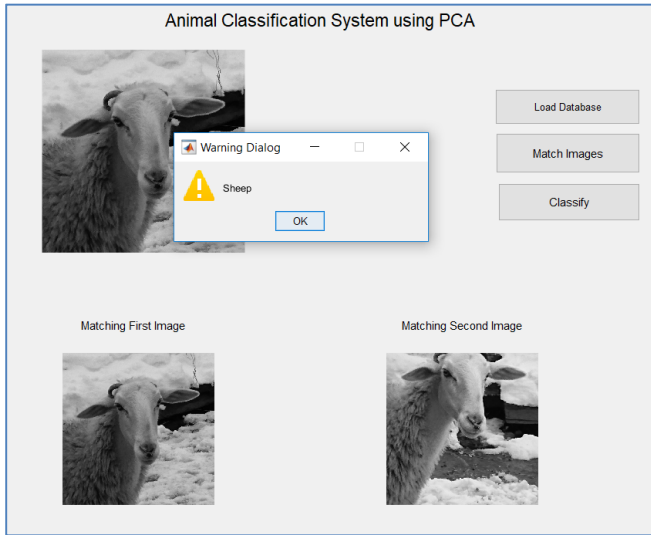 Animal Classification System using PCA
Load Database
Warning Dialog
Match Images
Sheep
Classify
OK
Matching First Image
Matching Second Image